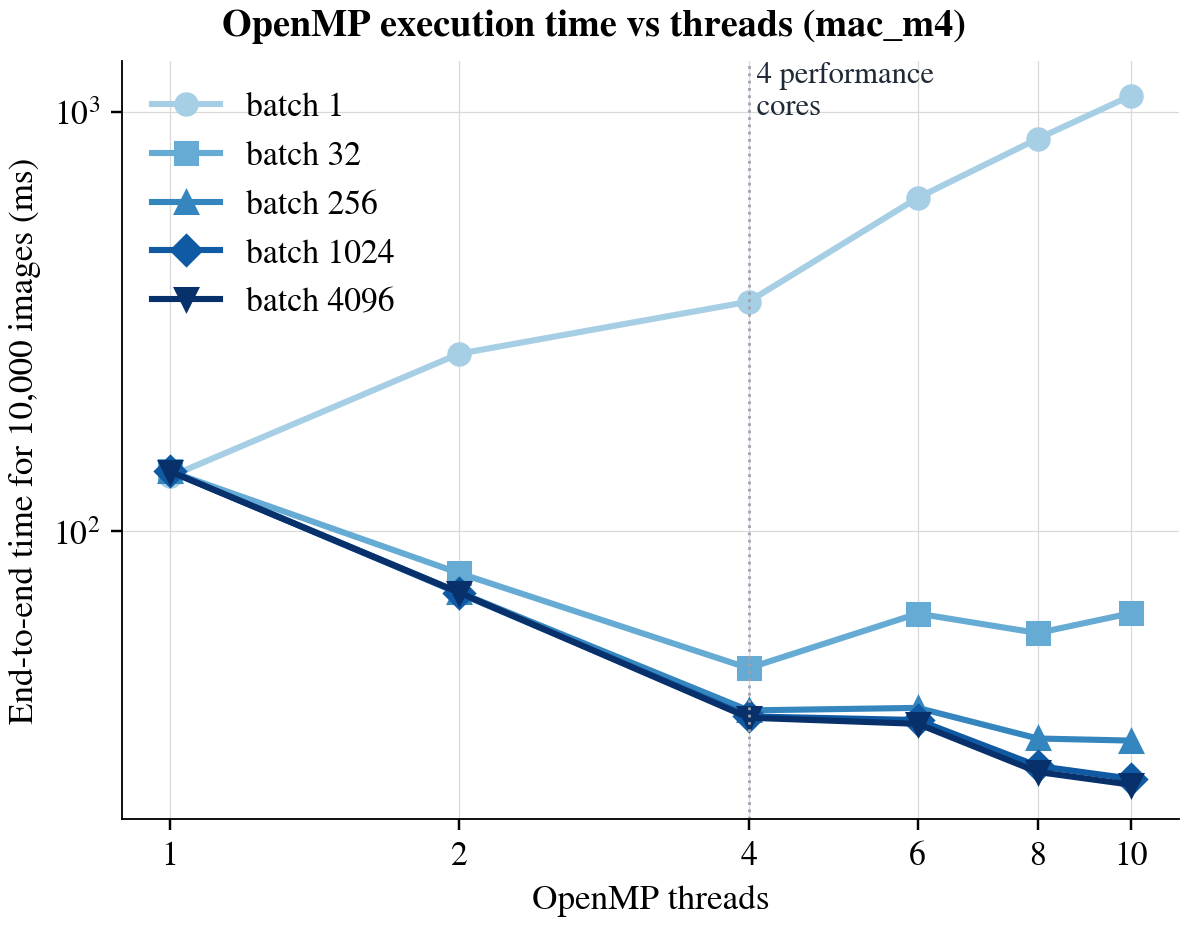 OpenMP execution time vs threads (mac_m4)
4 performance
cores
batch 1
batch 32
batch 256
batch 1024
batch 4096
10³
10²
End-to-end time for 10,000 images (ms)
1 2 4 6 8 10
OpenMP threads